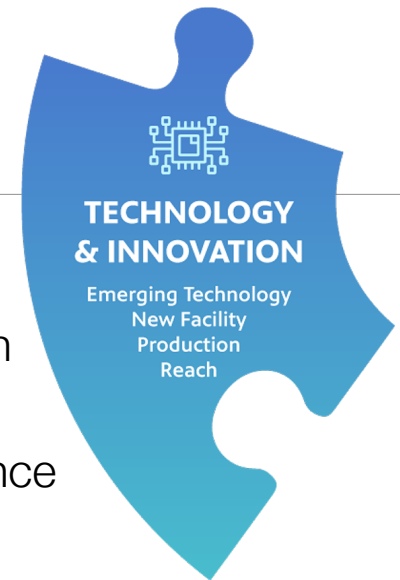 TECHNOLOGY
& INNOVATION
Emerging Technology
New Facility
Production
Reach